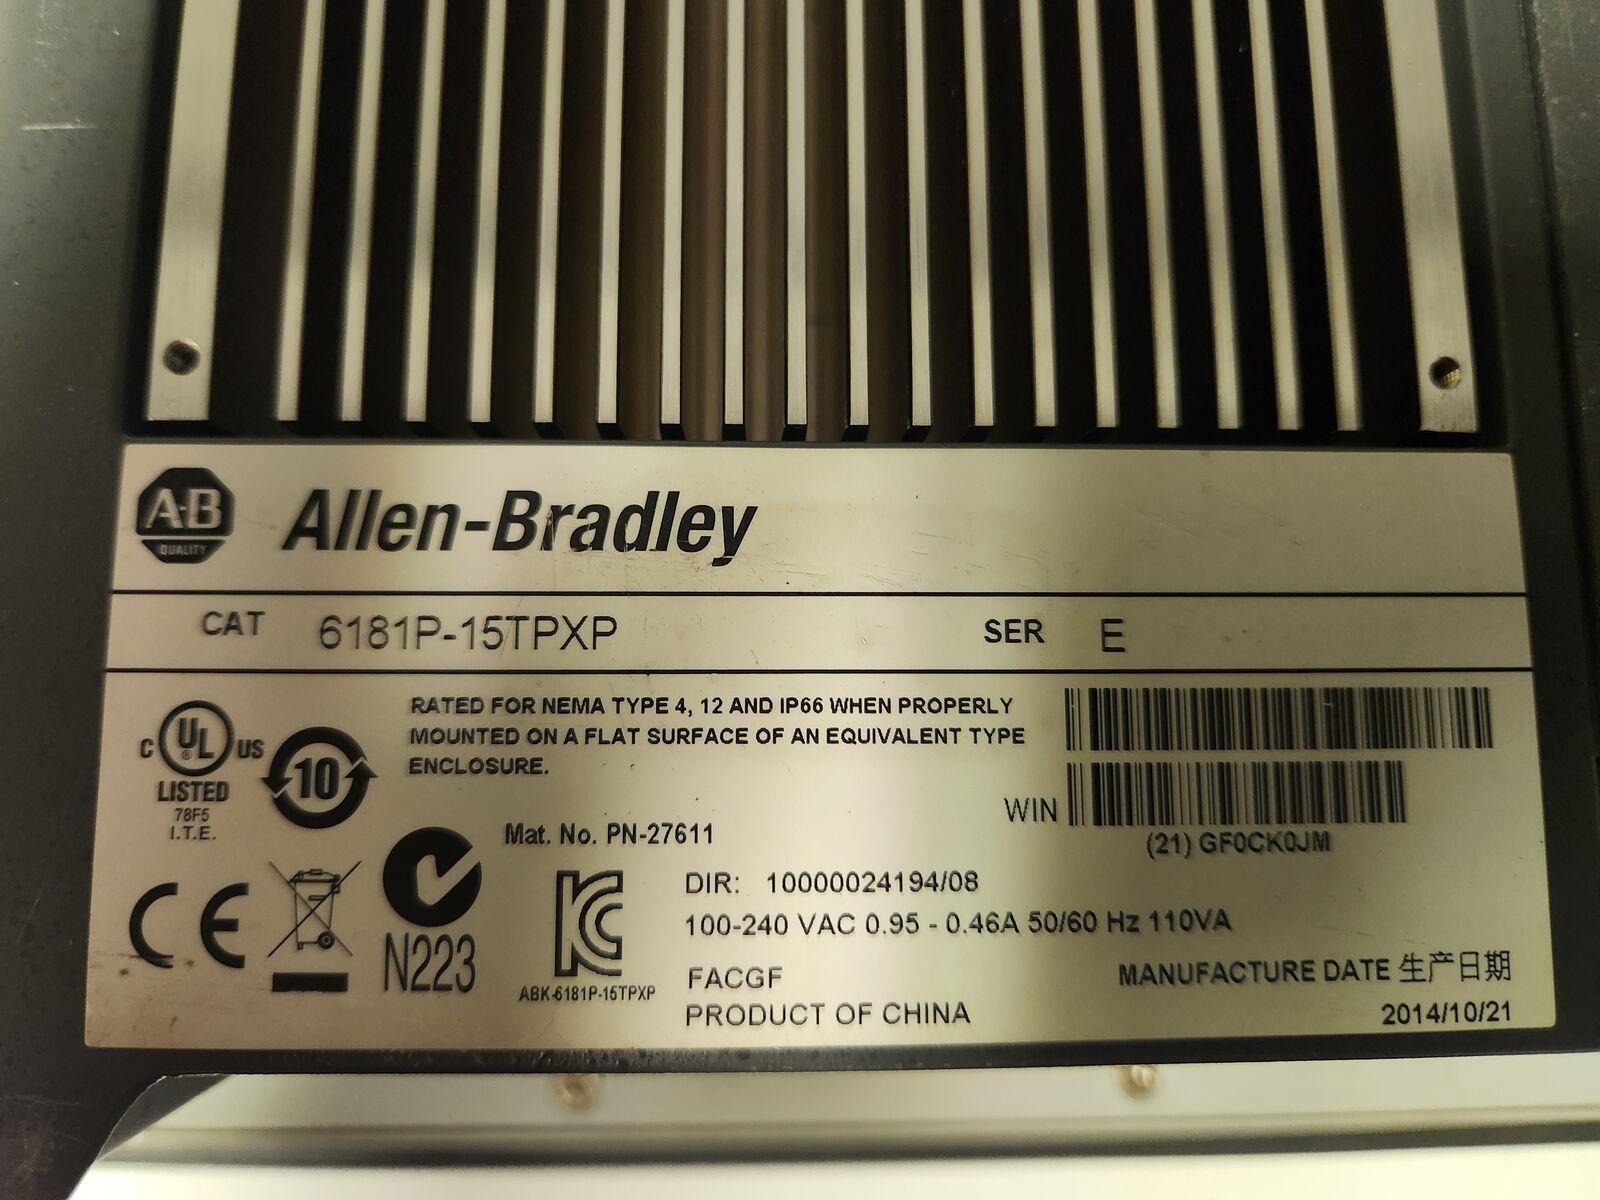 A-B
QUALITY
Allen-Bradley
CAT 6181P-15TPXP SER E
C UL US
LISTED
78F5
I.T.E.
10
RATED FOR NEMA TYPE 4, 12 AND IP66 WHEN PROPERLY
MOUNTED ON A FLAT SURFACE OF AN EQUIVALENT TYPE
ENCLOSURE.
WIN
(21) GF0CK0JM
Mat. No. PN-27611
CE
N223
KC
ABK-6181P-15TPXP
DIR: 10000024194/08
100-240 VAC 0.95 - 0.46A 50/60 Hz 110VA
FACGF
PRODUCT OF CHINA
MANUFACTURE DATE 生产日期
2014/10/21